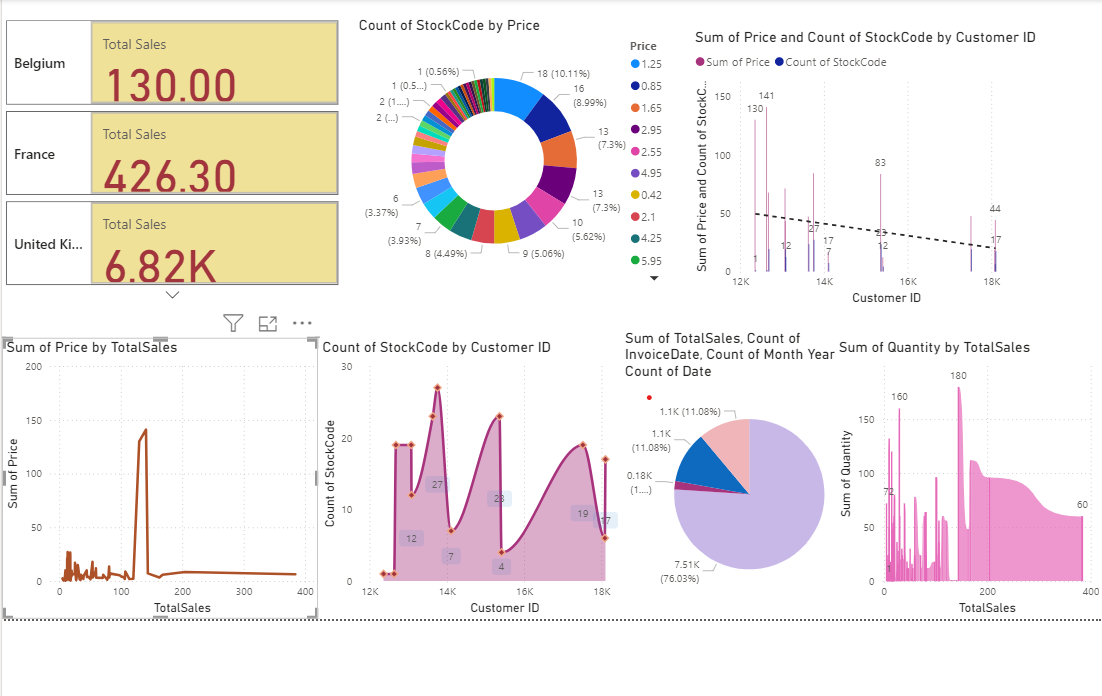 Belgium
Total Sales
130.00
France
Total Sales
426.30
United Ki...
Total Sales
6.82K
Count of StockCode by Price
1 (0.56%)
1 (0.5...)
2 (1....)
2 (...)
6
(3.37%)
7
(3.93%)
8 (4.49%)
9 (5.06%)
10
(5.62%)
13
(7.3%)
13
(7.3%)
16
(8.99%)
18 (10.11%)
Price
1.25
0.85
1.65
2.95
2.55
4.95
0.42
2.1
4.25
5.95
Sum of Price and Count of StockCode by Customer ID
Sum of Price
Count of StockCode
Sum of Price and Count of StockC...
150
100
50
0
130
141
83
44
1
12
27
17
7
12
17
12K
14K
16K
18K
Customer ID
Sum of Price by TotalSales
Sum of Price
200
150
100
50
0
0
100
200
300
400
TotalSales
Count of StockCode by Customer ID
Count of StockCode
30
20
10
0
12
27
7
23
4
19
17
12K
14K
16K
18K
Customer ID
Sum of TotalSales, Count of
InvoiceDate, Count of Month Year
Count of Date
1.1K (11.08%)
1.1K
(11.08%)
0.18K
(1....)
7.51K
(76.03%)
Sum of Quantity by TotalSales
Sum of Quantity
150
100
50
0
160
180
72
60
0
200
400
TotalSales